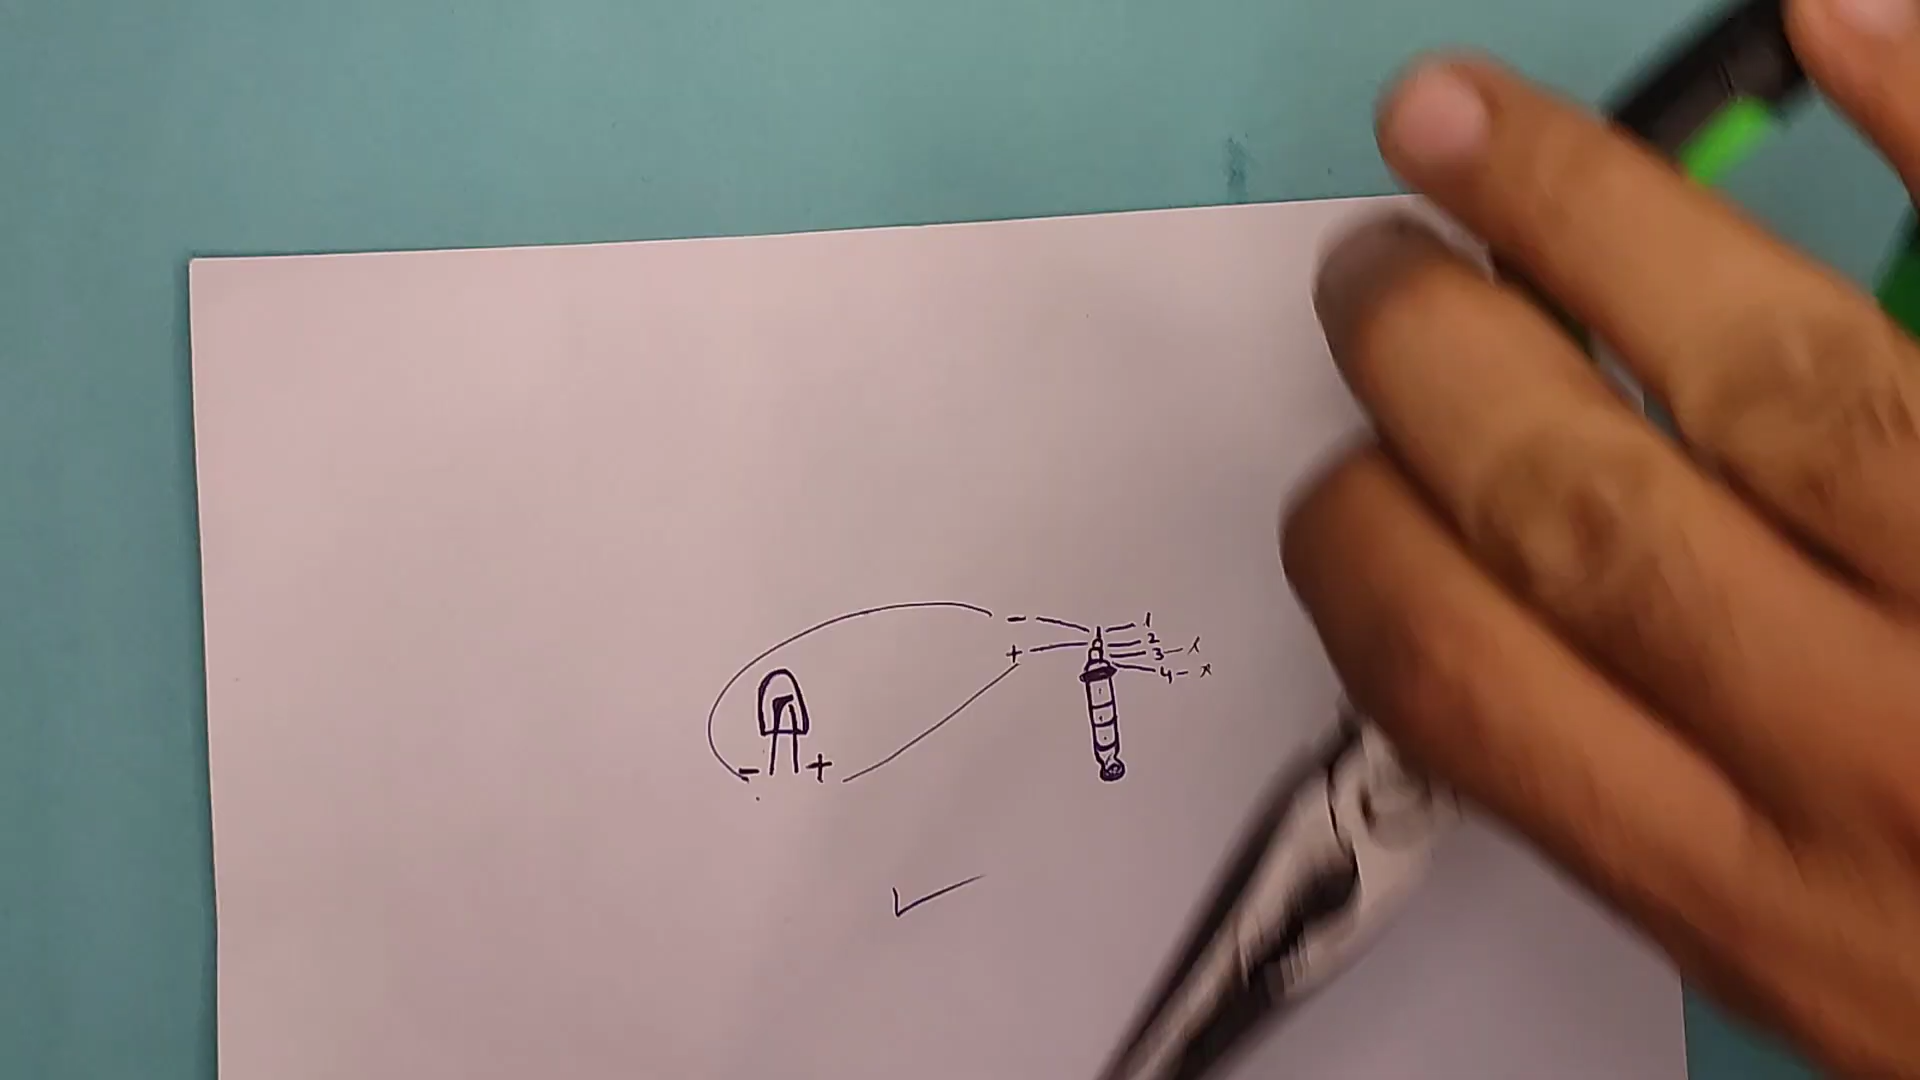 - 1
+ 2
3 - x
4 - x
- +